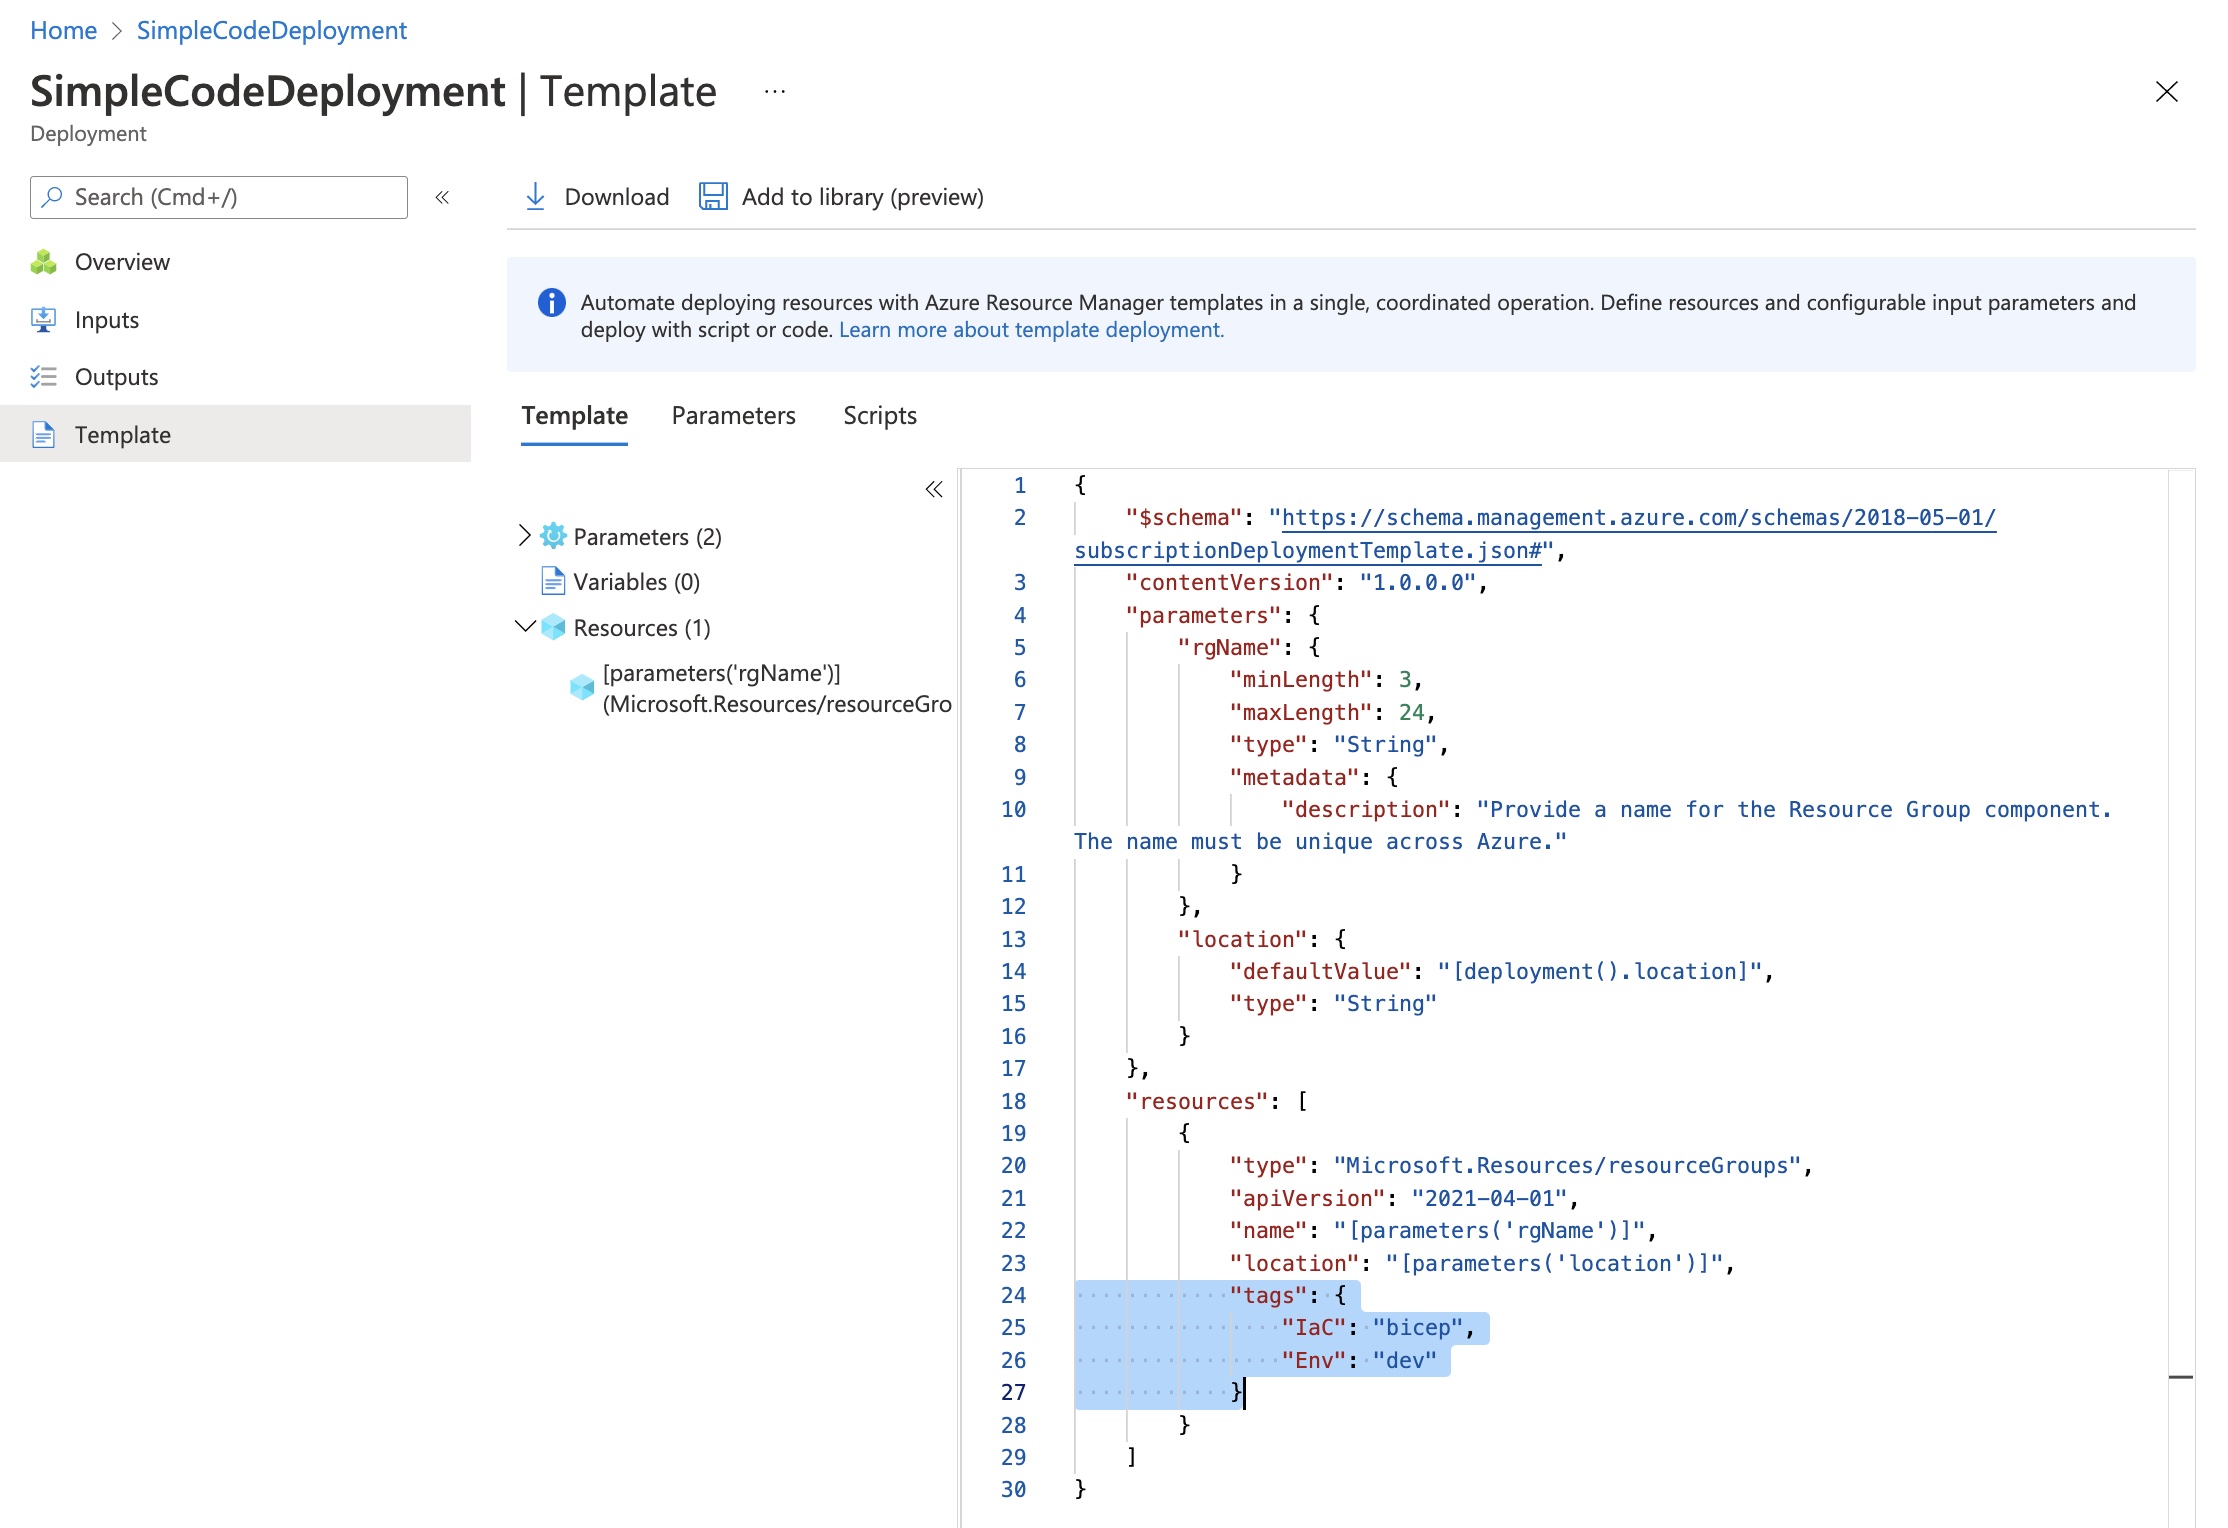 Home > SimpleCodeDeployment
SimpleCodeDeployment | Template ...
Deployment
Search (Cmd+/)
«
Overview
Inputs
Outputs
Template
Download
Add to library (preview)
Automate deploying resources with Azure Resource Manager templates in a single, coordinated operation. Define resources and configurable input parameters and
deploy with script or code. Learn more about template deployment.
Template Parameters Scripts
«
Parameters (2)
Variables (0)
Resources (1)
[parameters('rgName')]
(Microsoft.Resources/resourceGro
1 {
2     "$schema": "https://schema.management.azure.com/schemas/2018-05-01/
subscriptionDeploymentTemplate.json#",
3     "contentVersion": "1.0.0.0",
4     "parameters": {
5         "rgName": {
6             "minLength": 3,
7             "maxLength": 24,
8             "type": "String",
9             "metadata": {
10                 "description": "Provide a name for the Resource Group component.
The name must be unique across Azure."
11             }
12         },
13         "location": {
14             "defaultValue": "[deployment().location]",
15             "type": "String"
16         }
17     },
18     "resources": [
19         {
20             "type": "Microsoft.Resources/resourceGroups",
21             "apiVersion": "2021-04-01",
22             "name": "[parameters('rgName')]",
23             "location": "[parameters('location')]",
24             "tags": {
25                 "IaC": "bicep",
26                 "Env": "dev"
27             }
28         }
29     ]
30 }